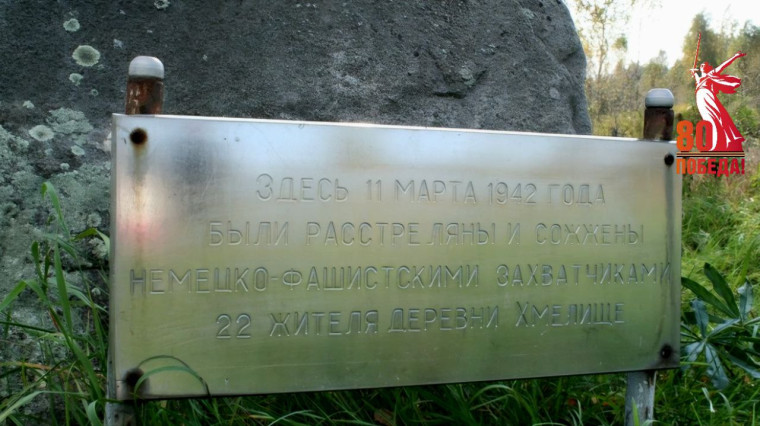 80
ПОБЕДА!
ЗДЕСЬ 11 МАРТА 1942 ГОДА
БЫЛИ РАССТРЕЛЯНЫ И СОЖЖЕНЫ
НЕМЕЦКО-ФАШИСТСКИМИ ЗАХВАТЧИКАМИ
22 ЖИТЕЛЯ ДЕРЕВНИ ХМЕЛИЩЕ